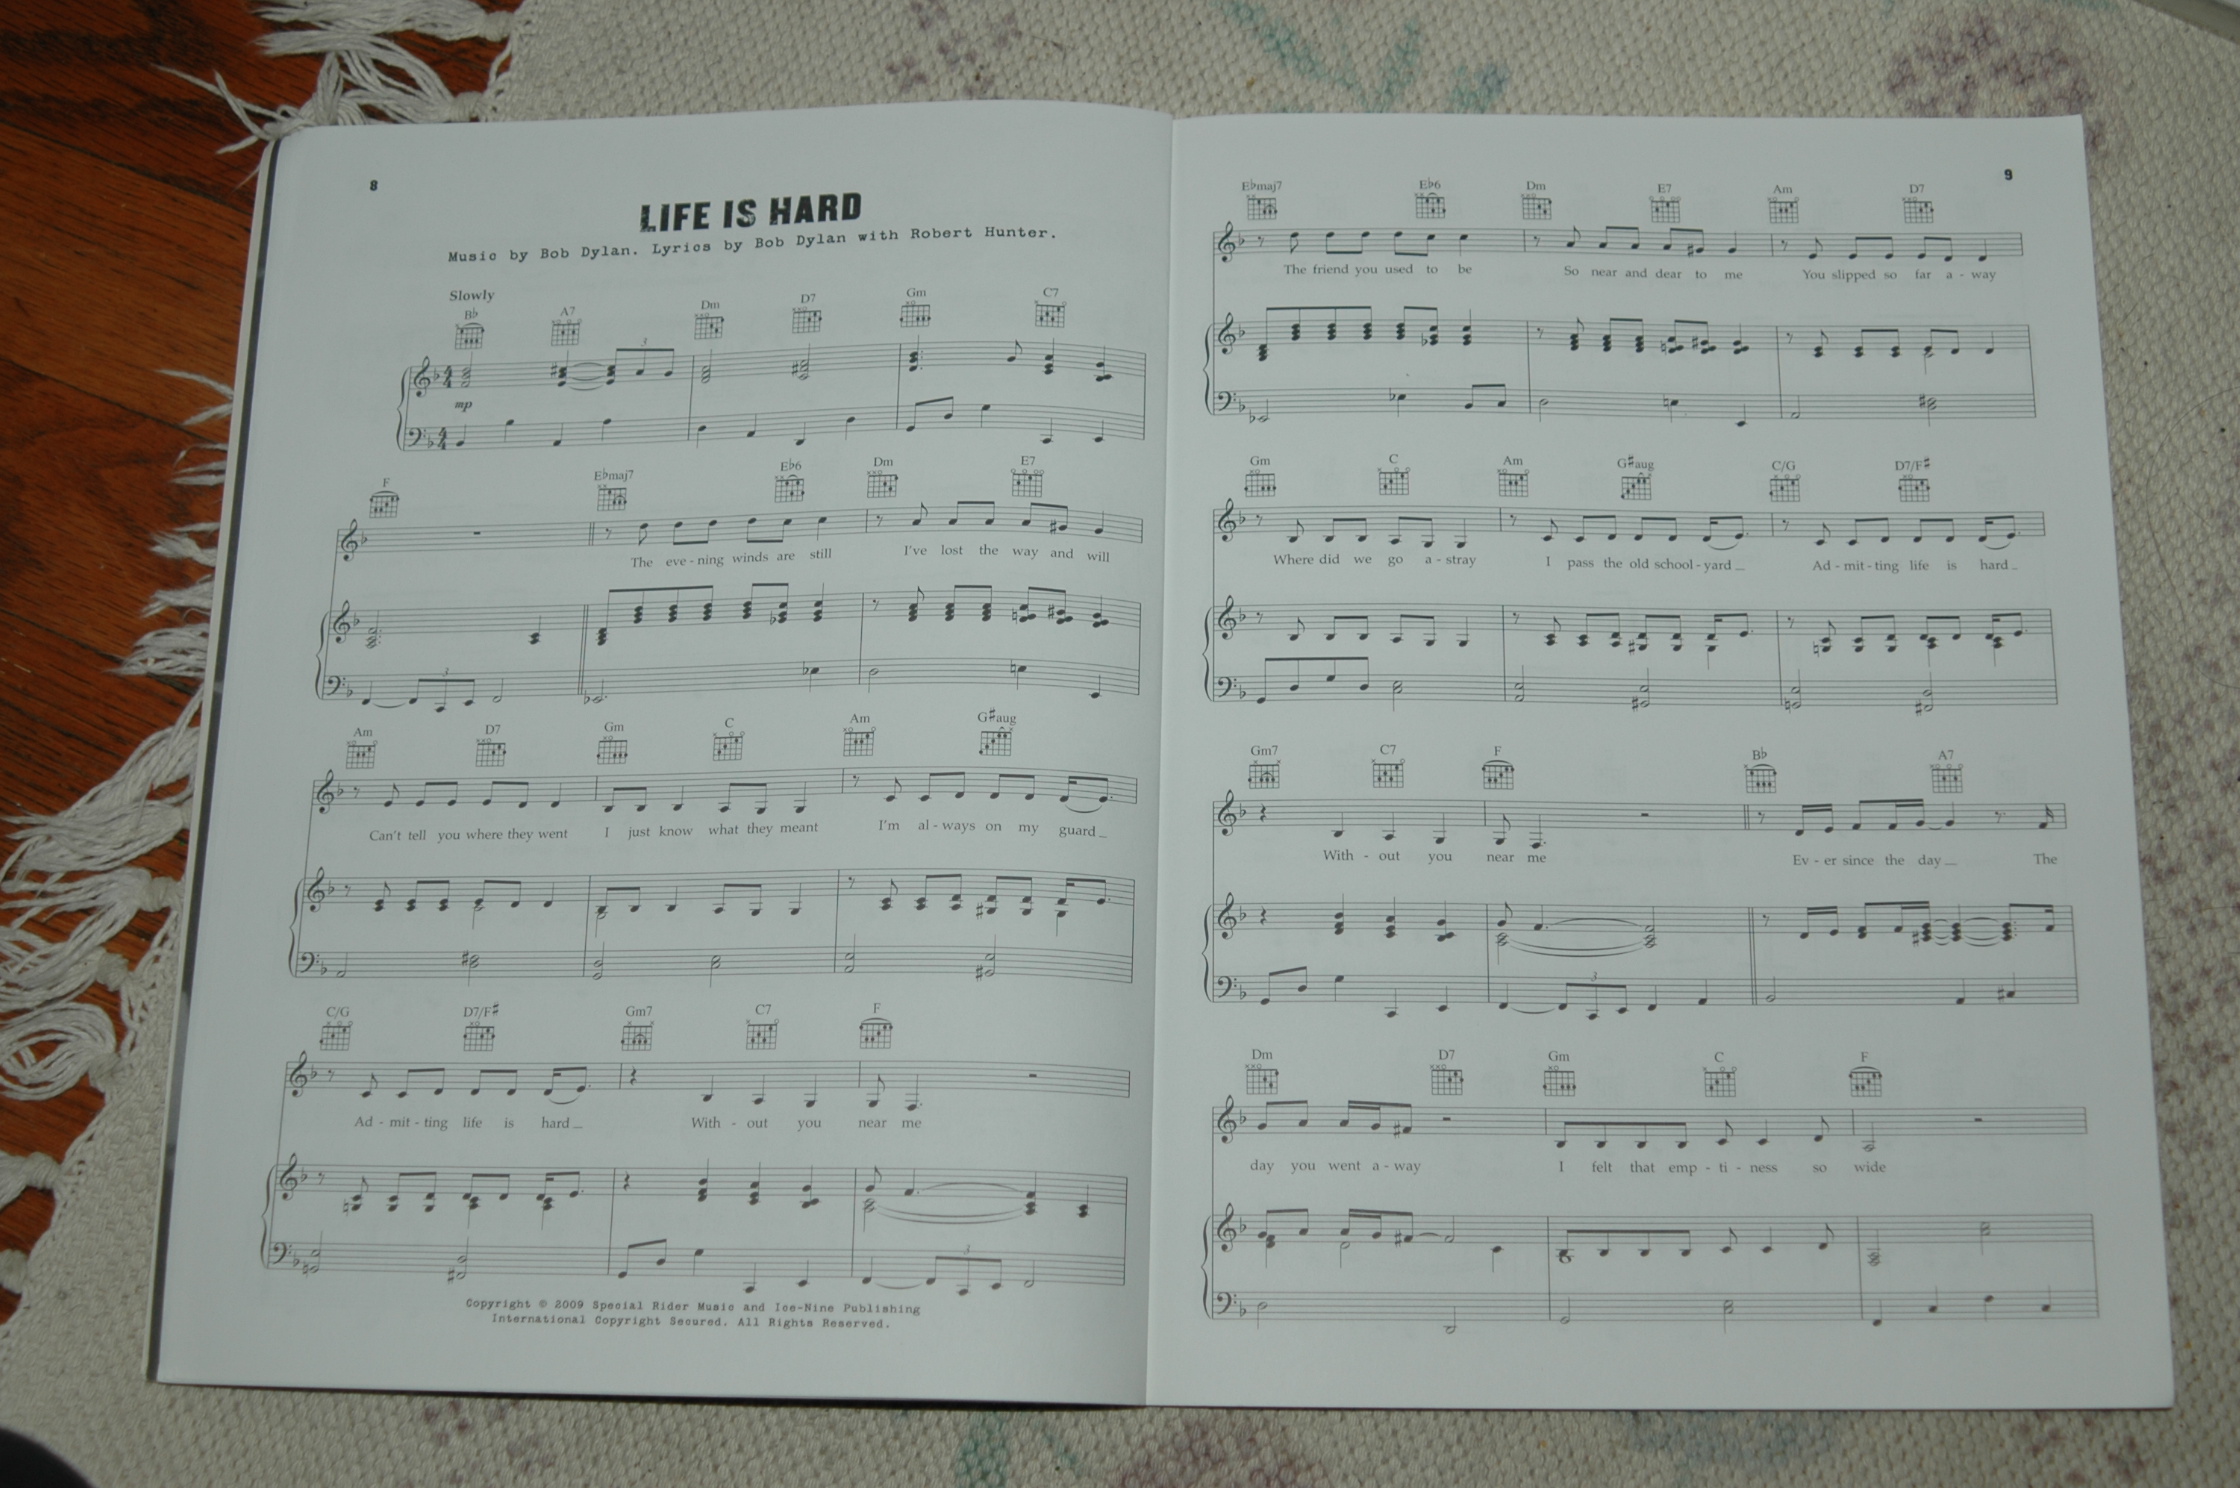 8
LIFE IS HARD
Music by Bob Dylan. Lyrics by Bob Dylan with Robert Hunter.
Slowly
B♭ A7 Dm D7 Gm C7
3
mp
F E♭maj7 E♭6 Dm E7
The eve - ning winds are still I've lost the way and will
3
Am D7 Gm C Am G♯aug
Can't tell you where they went I just know what they meant I'm al - ways on my guard
C/G D7/F♯ Gm7 C7 F
Ad - mit - ting life is hard With - out you near me
3
Copyright © 2009 Special Rider Music and Ice-Nine Publishing
International Copyright Secured. All Rights Reserved.
9
E♭maj7 E♭6 Dm E7 Am D7
The friend you used to be So near and dear to me You slipped so far a - way
Gm C Am G♯aug C/G D7/F♯
Where did we go a - stray I pass the old school - yard Ad - mit - ting life is hard
Gm7 C7 F B♭ A7
With - out you near me Ev - er since the day The
3
Dm D7 Gm C F
day you went a - way I felt that emp - ti - ness so wide